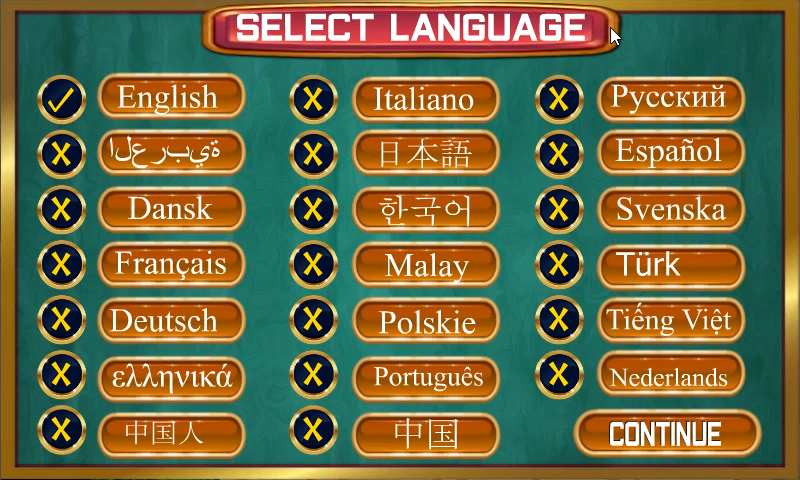 SELECT LANGUAGE
English
Italiano
Русский
العربية
日本語
Español
Dansk
한국어
Svenska
Français
Malay
Türk
Deutsch
Polskie
Tiếng Việt
ελληνικά
Português
Nederlands
中国人
中国
CONTINUE